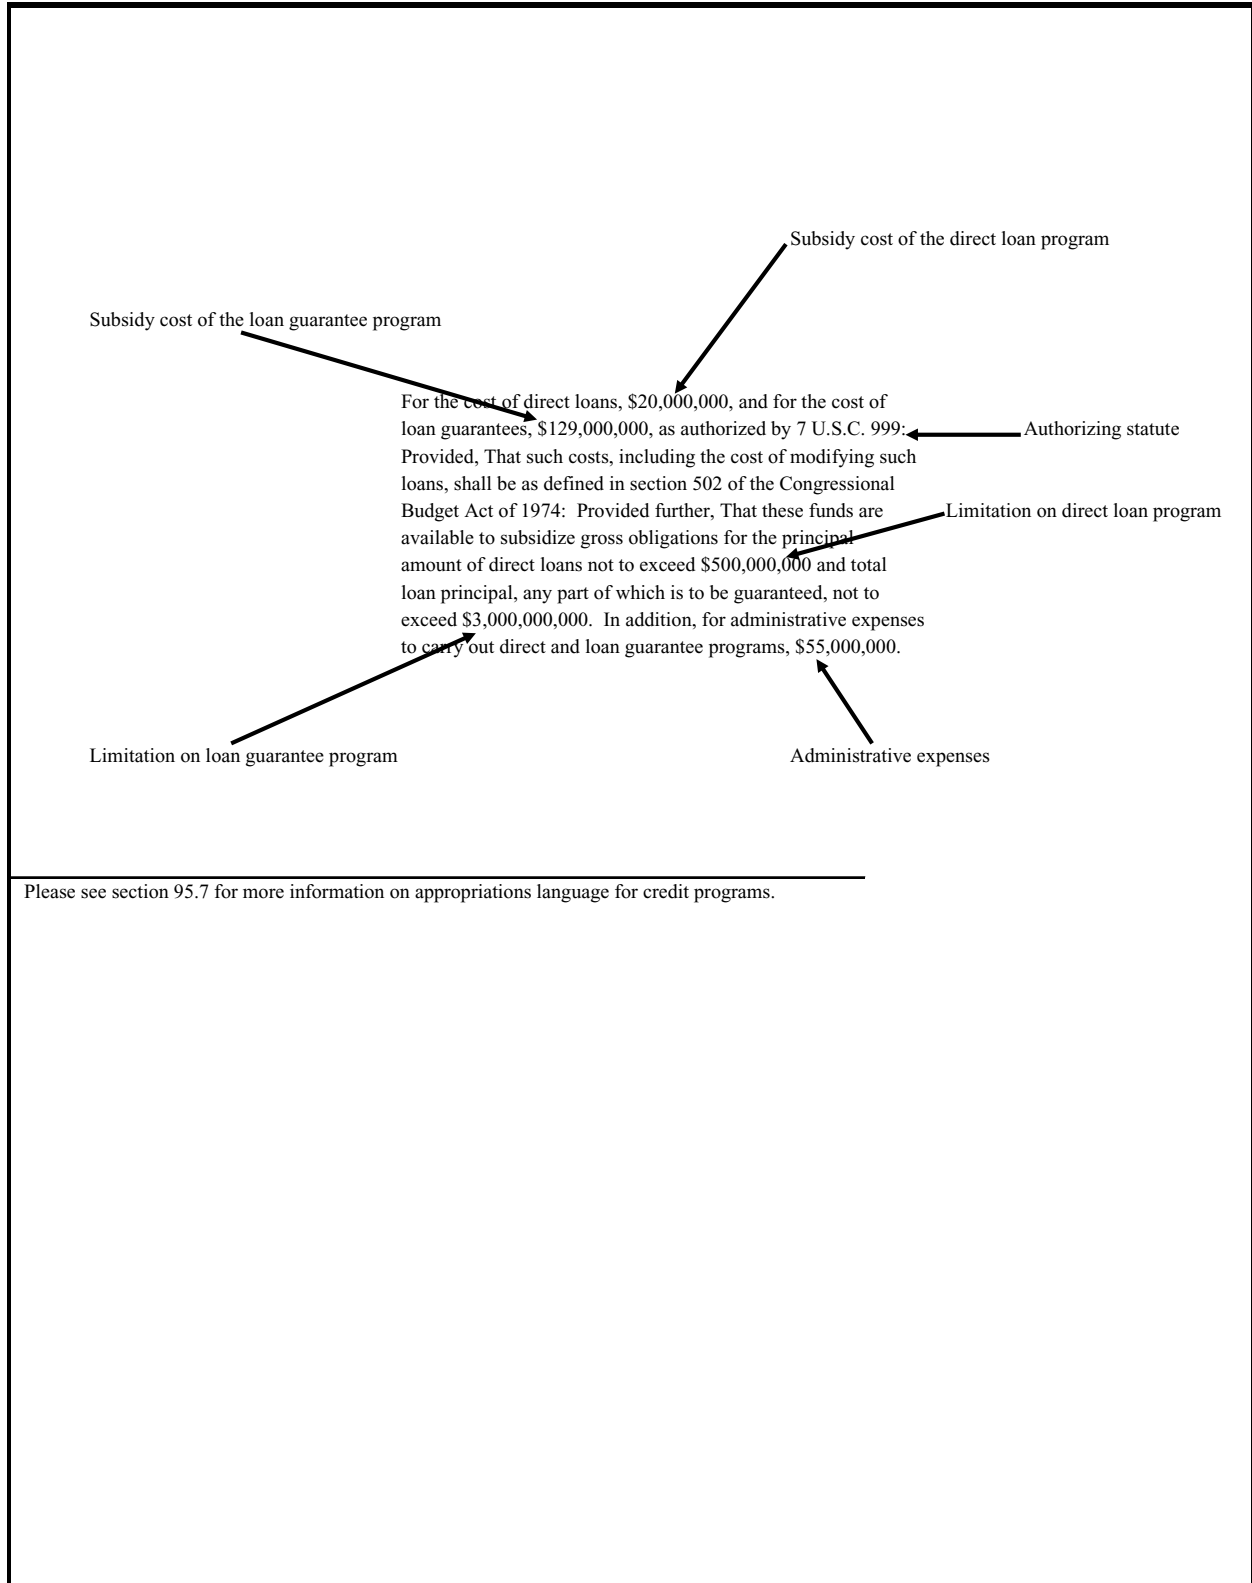 Subsidy cost of the direct loan program
Subsidy cost of the loan guarantee program
For the cost of direct loans, $20,000,000, and for the cost of
loan guarantees, $129,000,000, as authorized by 7 U.S.C. 999:
Authorizing statute
Provided, That such costs, including the cost of modifying such
loans, shall be as defined in section 502 of the Congressional
Budget Act of 1974:  Provided further, That these funds are
Limitation on direct loan program
available to subsidize gross obligations for the principal
amount of direct loans not to exceed $500,000,000 and total
loan principal, any part of which is to be guaranteed, not to
exceed $3,000,000,000.  In addition, for administrative expenses
to carry out direct and loan guarantee programs, $55,000,000.
Limitation on loan guarantee program
Administrative expenses
Please see section 95.7 for more information on appropriations language for credit programs.